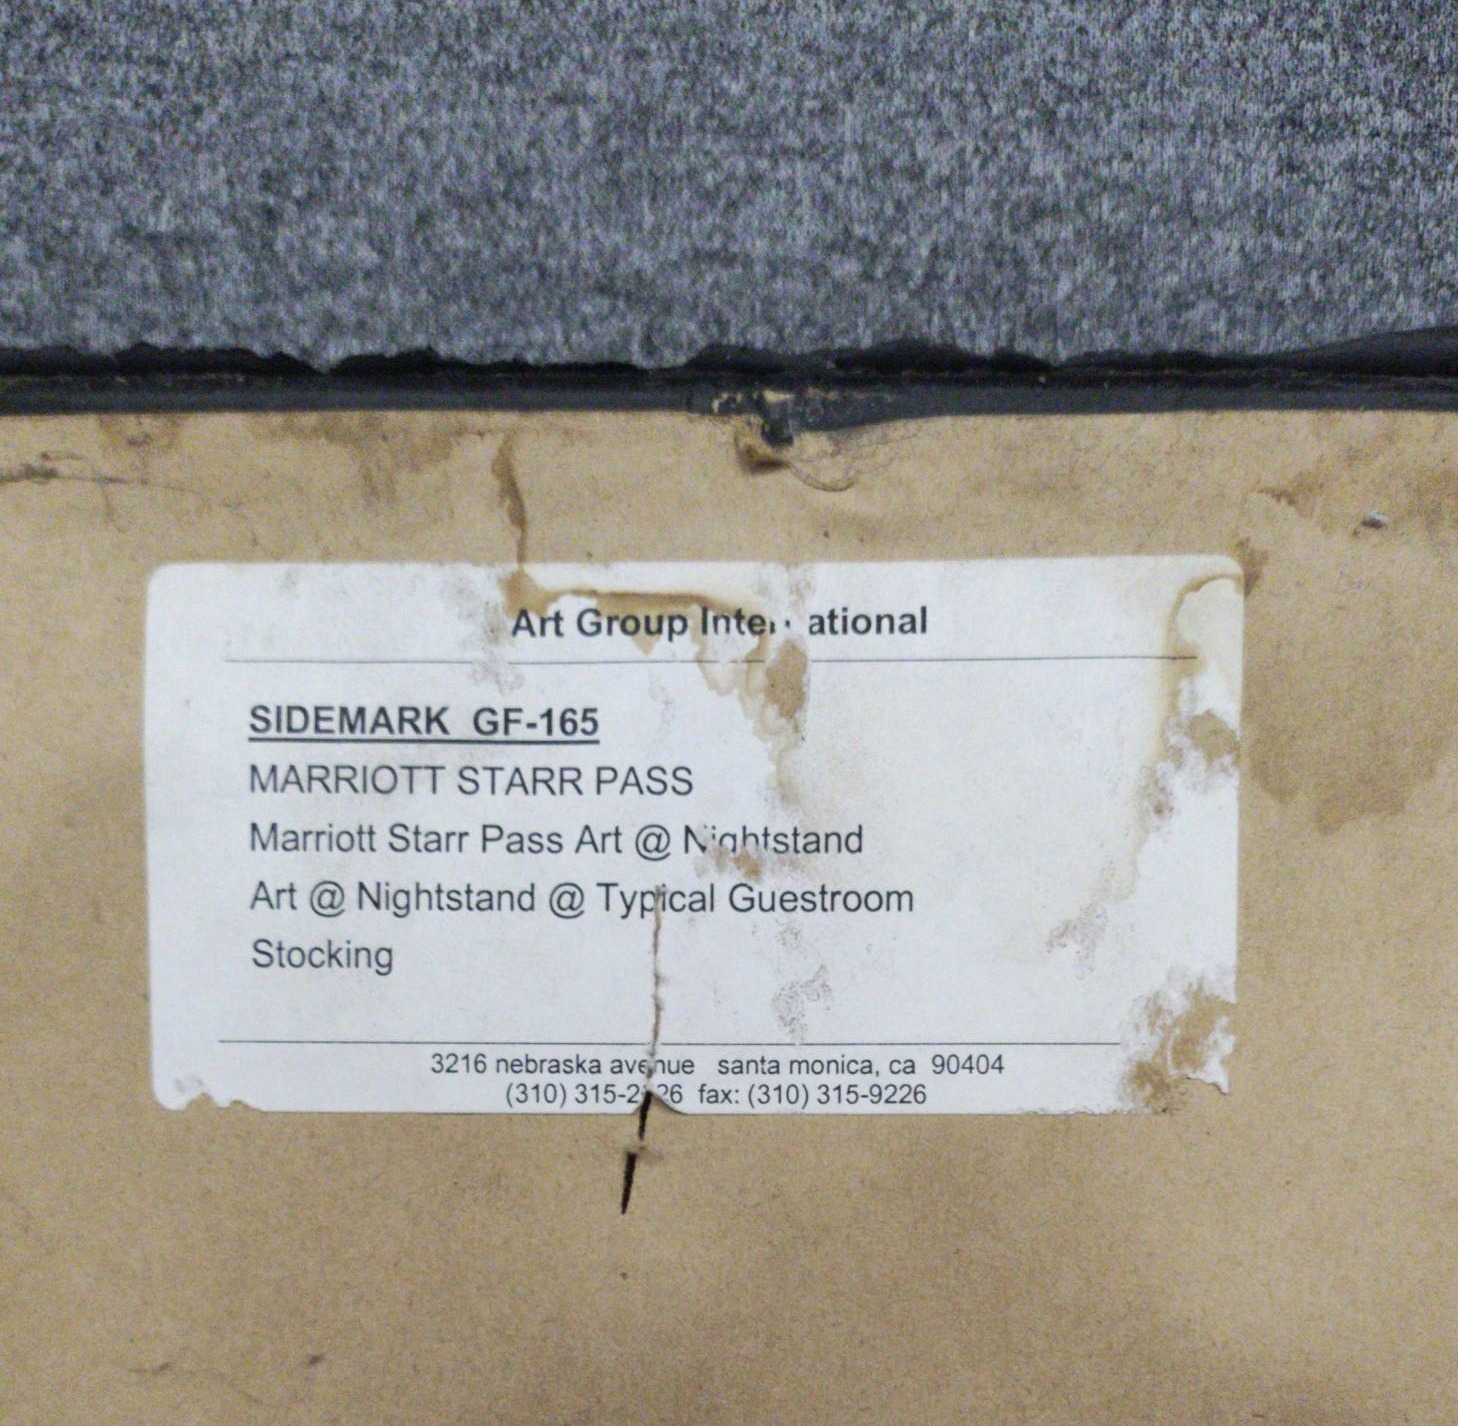 Art Group International
SIDEMARK GF-165
MARRIOTT STARR PASS
Marriott Starr Pass Art @ Nightstand
Art @ Nightstand @ Typical Guestroom
Stocking
3216 nebraska avenue santa monica, ca 90404
(310) fax: (310) 315-9226